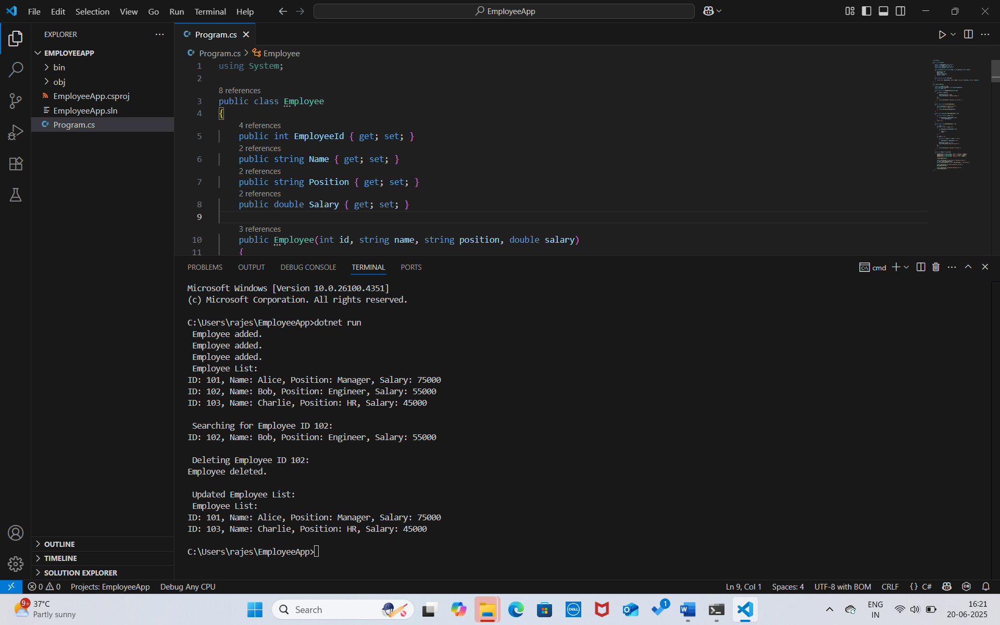 File Edit Selection View Go Run Terminal Help
EmployeeApp
EXPLORER
EMPLOYEEAPP
bin
obj
EmployeeApp.csproj
EmployeeApp.sln
Program.cs
OUTLINE
TIMELINE
SOLUTION EXPLORER
Program.cs
Program.cs > Employee
1 using System;
2
8 references
3 public class Employee
4 {
4 references
5 public int EmployeeId { get; set; }
2 references
6 public string Name { get; set; }
2 references
7 public string Position { get; set; }
2 references
8 public double Salary { get; set; }
9
3 references
10 public Employee(int id, string name, string position, double salary)
11 {
PROBLEMS OUTPUT DEBUG CONSOLE TERMINAL PORTS
cmd
Microsoft Windows [Version 10.0.26100.4351]
(c) Microsoft Corporation. All rights reserved.
C:\Users\rajes\EmployeeApp>dotnet run
Employee added.
Employee added.
Employee added.
Employee List:
ID: 101, Name: Alice, Position: Manager, Salary: 75000
ID: 102, Name: Bob, Position: Engineer, Salary: 55000
ID: 103, Name: Charlie, Position: HR, Salary: 45000
Searching for Employee ID 102:
ID: 102, Name: Bob, Position: Engineer, Salary: 55000
Deleting Employee ID 102:
Employee deleted.
Updated Employee List:
Employee List:
ID: 101, Name: Alice, Position: Manager, Salary: 75000
ID: 103, Name: Charlie, Position: HR, Salary: 45000
C:\Users\rajes\EmployeeApp>
0 0 Projects: EmployeeApp Debug Any CPU
Ln 9, Col 1 Spaces: 4 UTF-8 with BOM CRLF {} C#
9+
37°C
Partly sunny
Search
DELL
1
ENG
IN
16:21
20-06-2025